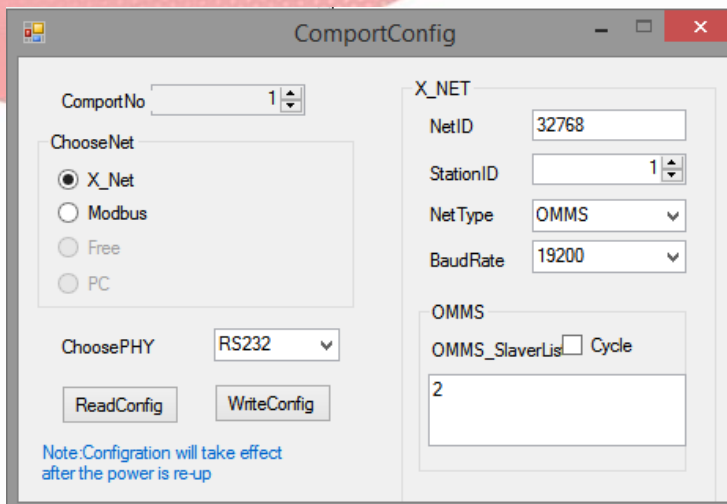 ComportConfig
ComportNo 1
ChooseNet
X_Net
Modbus
Free
PC
ChoosePHY RS232
ReadConfig WriteConfig
Note:Configration will take effect
after the power is re-up
X_NET
NetID 32768
StationID 1
NetType OMMS
BaudRate 19200
OMMS
OMMS_SlaverLis Cycle
2